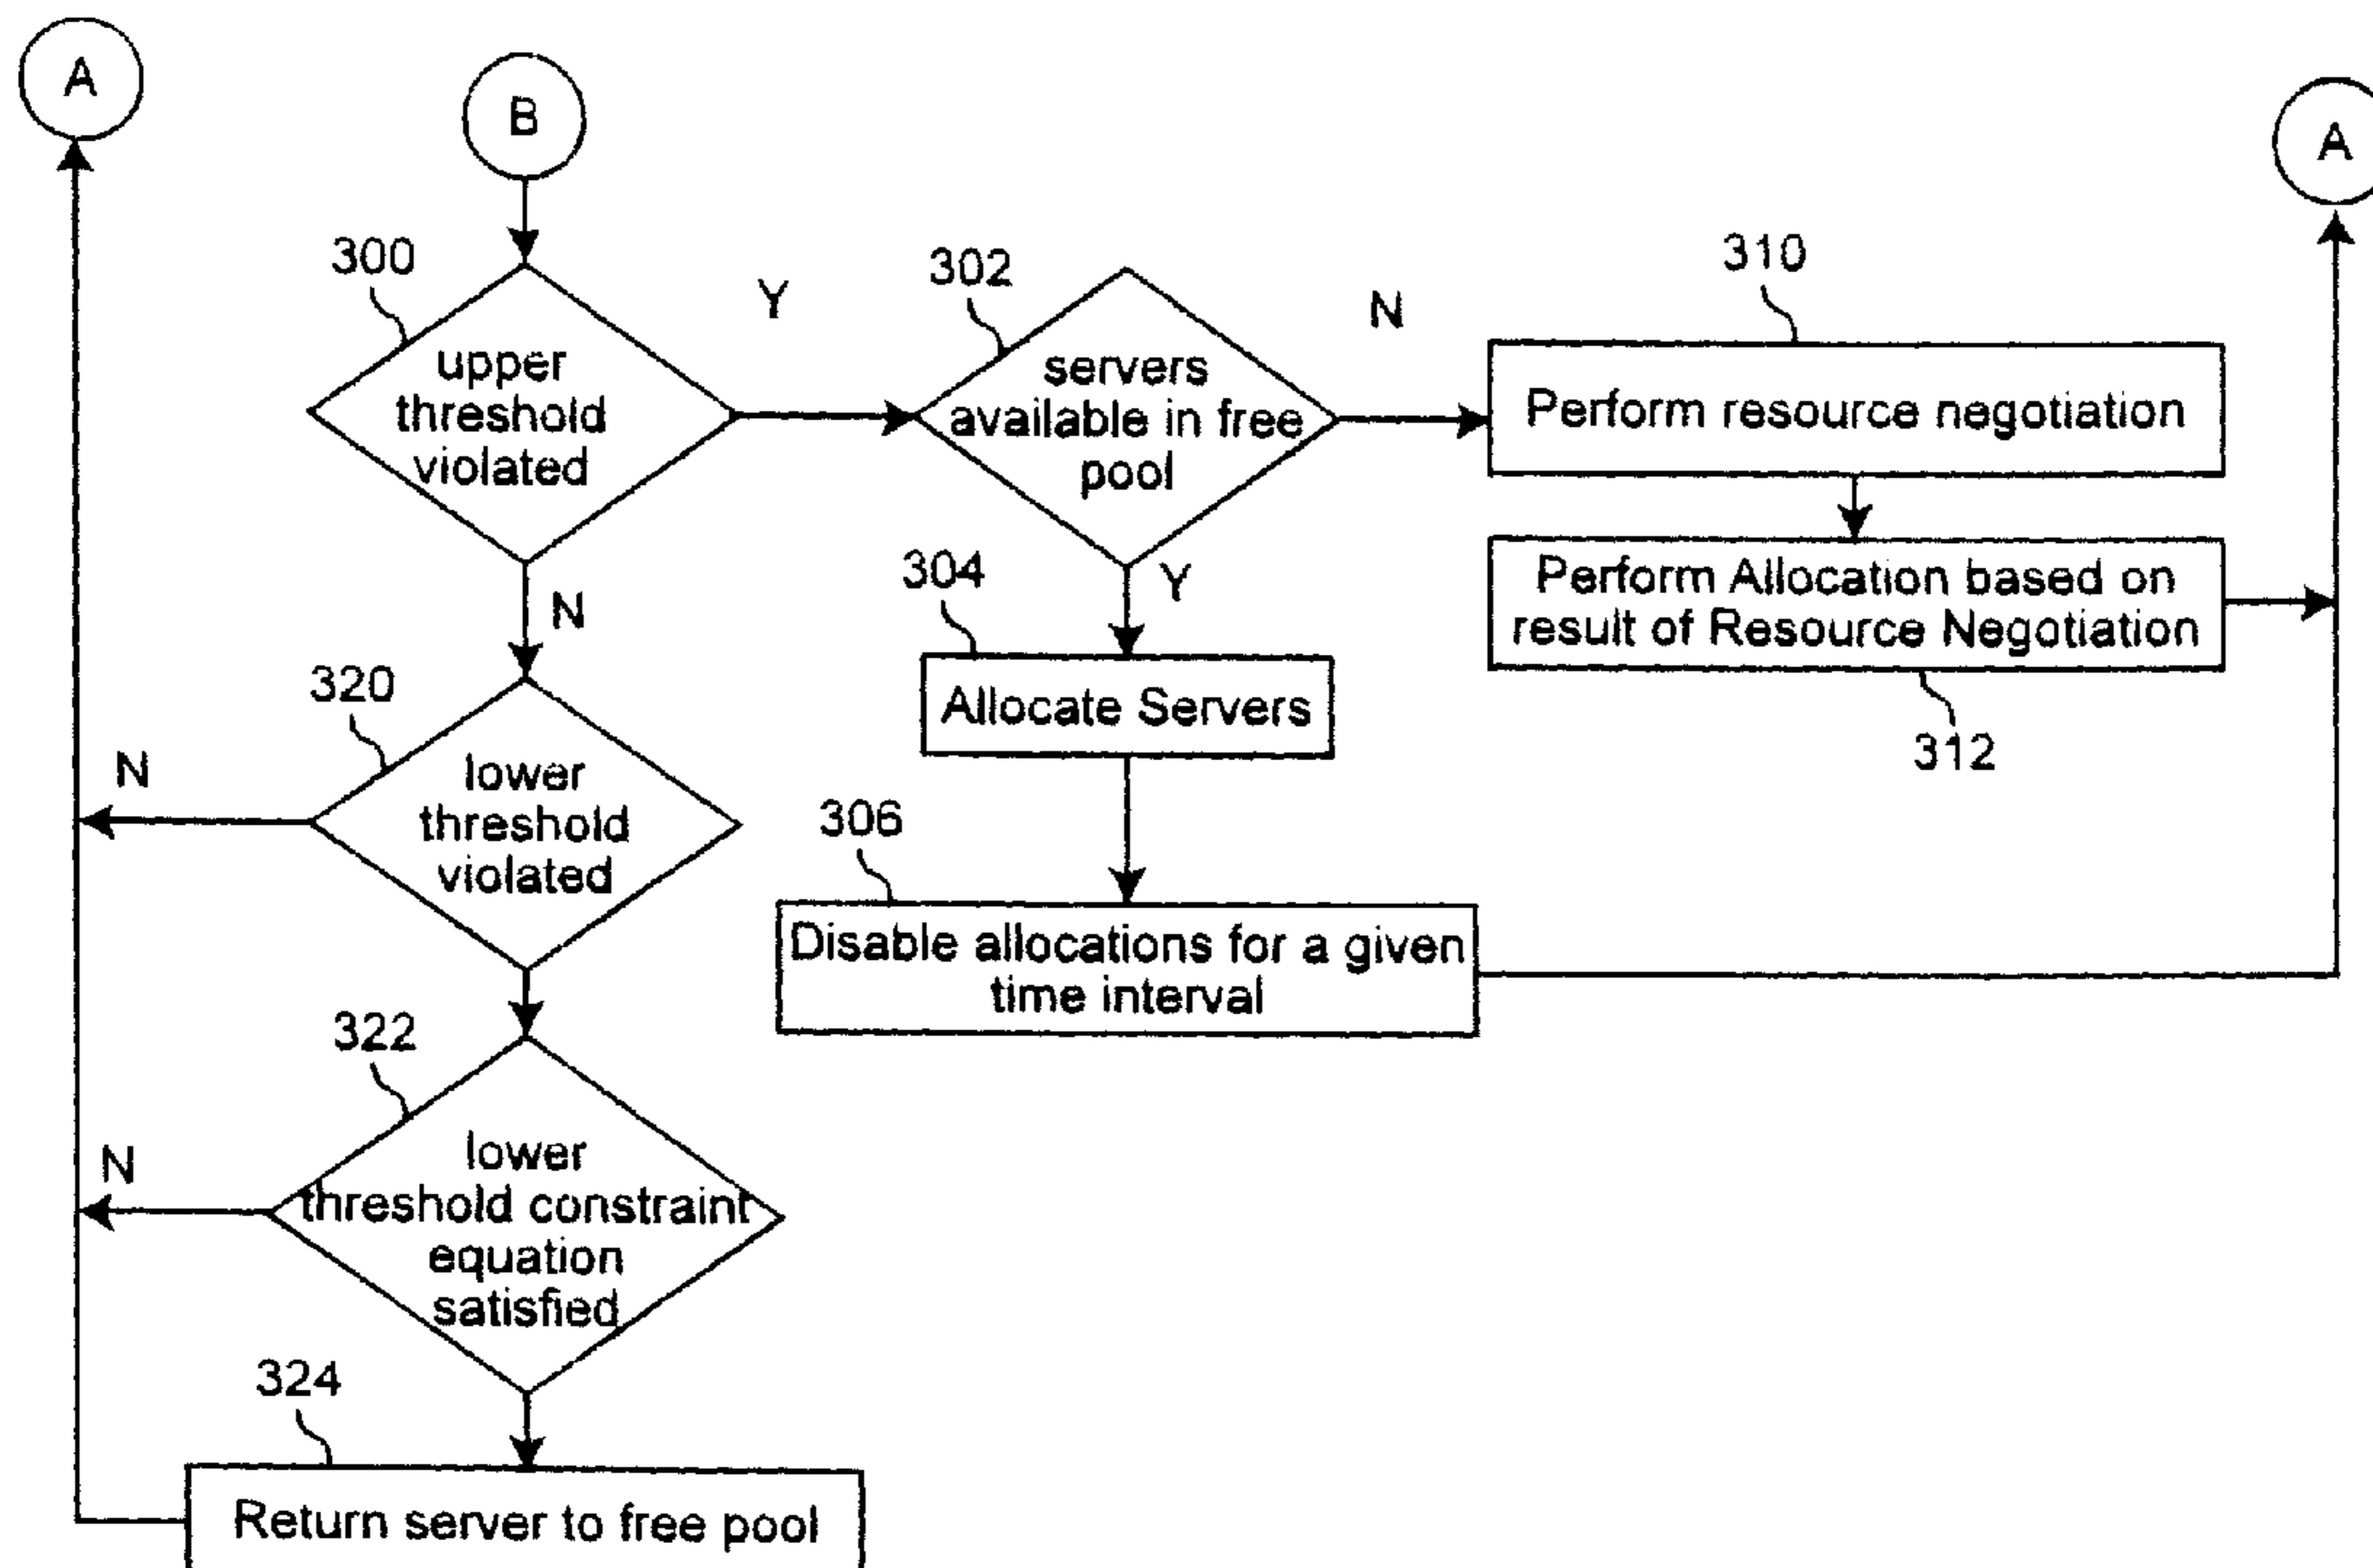 A
B
A
300
Y
302
N
310
upper
threshold
violated
servers
available in free
pool
Perform resource negotiation
304
Y
N
Perform Allocation based on
result of Resource Negotiation
320
Allocate Servers
312
N
lower
threshold
violated
306
Disable allocations for a given
time interval
322
N
lower
threshold constraint
equation
satisfied
324
Return server to free pool